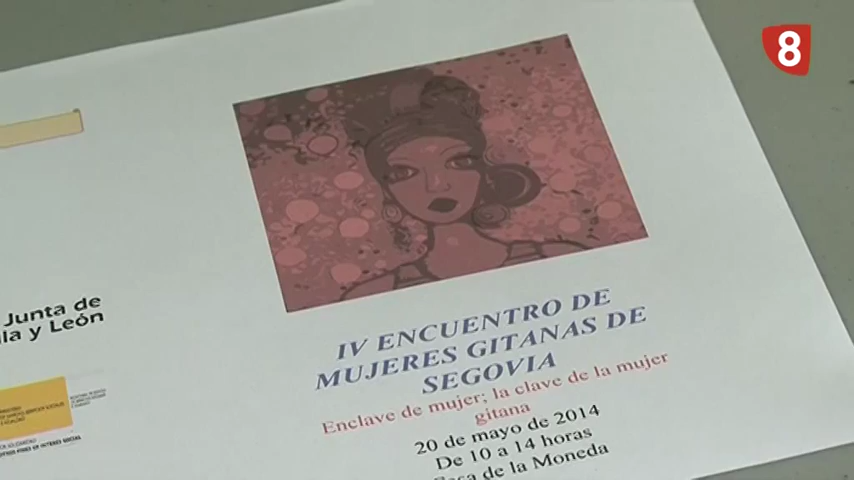 8
Junta de
la y León
IV ENCUENTRO DE
MUJERES GITANAS DE
SEGOVIA
Enclave de mujer; la clave de la mujer
gitana
20 de mayo de 2014
De 10 a 14 horas
Casa de la Moneda